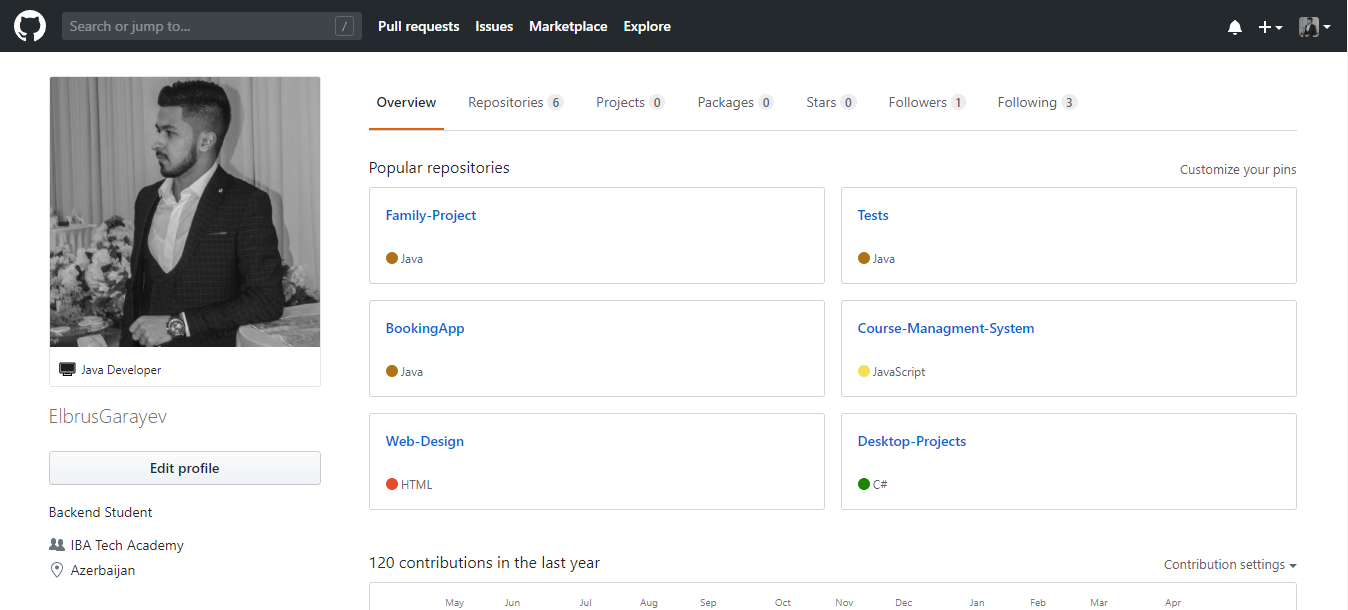 Search or jump to... /
Pull requests Issues Marketplace Explore
Overview Repositories 6 Projects 0 Packages 0 Stars 0 Followers 1 Following 3
Popular repositories
Customize your pins
Family-Project
Java
Tests
Java
BookingApp
Java
Course-Managment-System
JavaScript
Web-Design
HTML
Desktop-Projects
C#
Java Developer
ElbrusGarayev
Edit profile
Backend Student
IBA Tech Academy
Azerbaijan
120 contributions in the last year
Contribution settings
May Jun Jul Aug Sep Oct Nov Dec Jan Feb Mar Apr